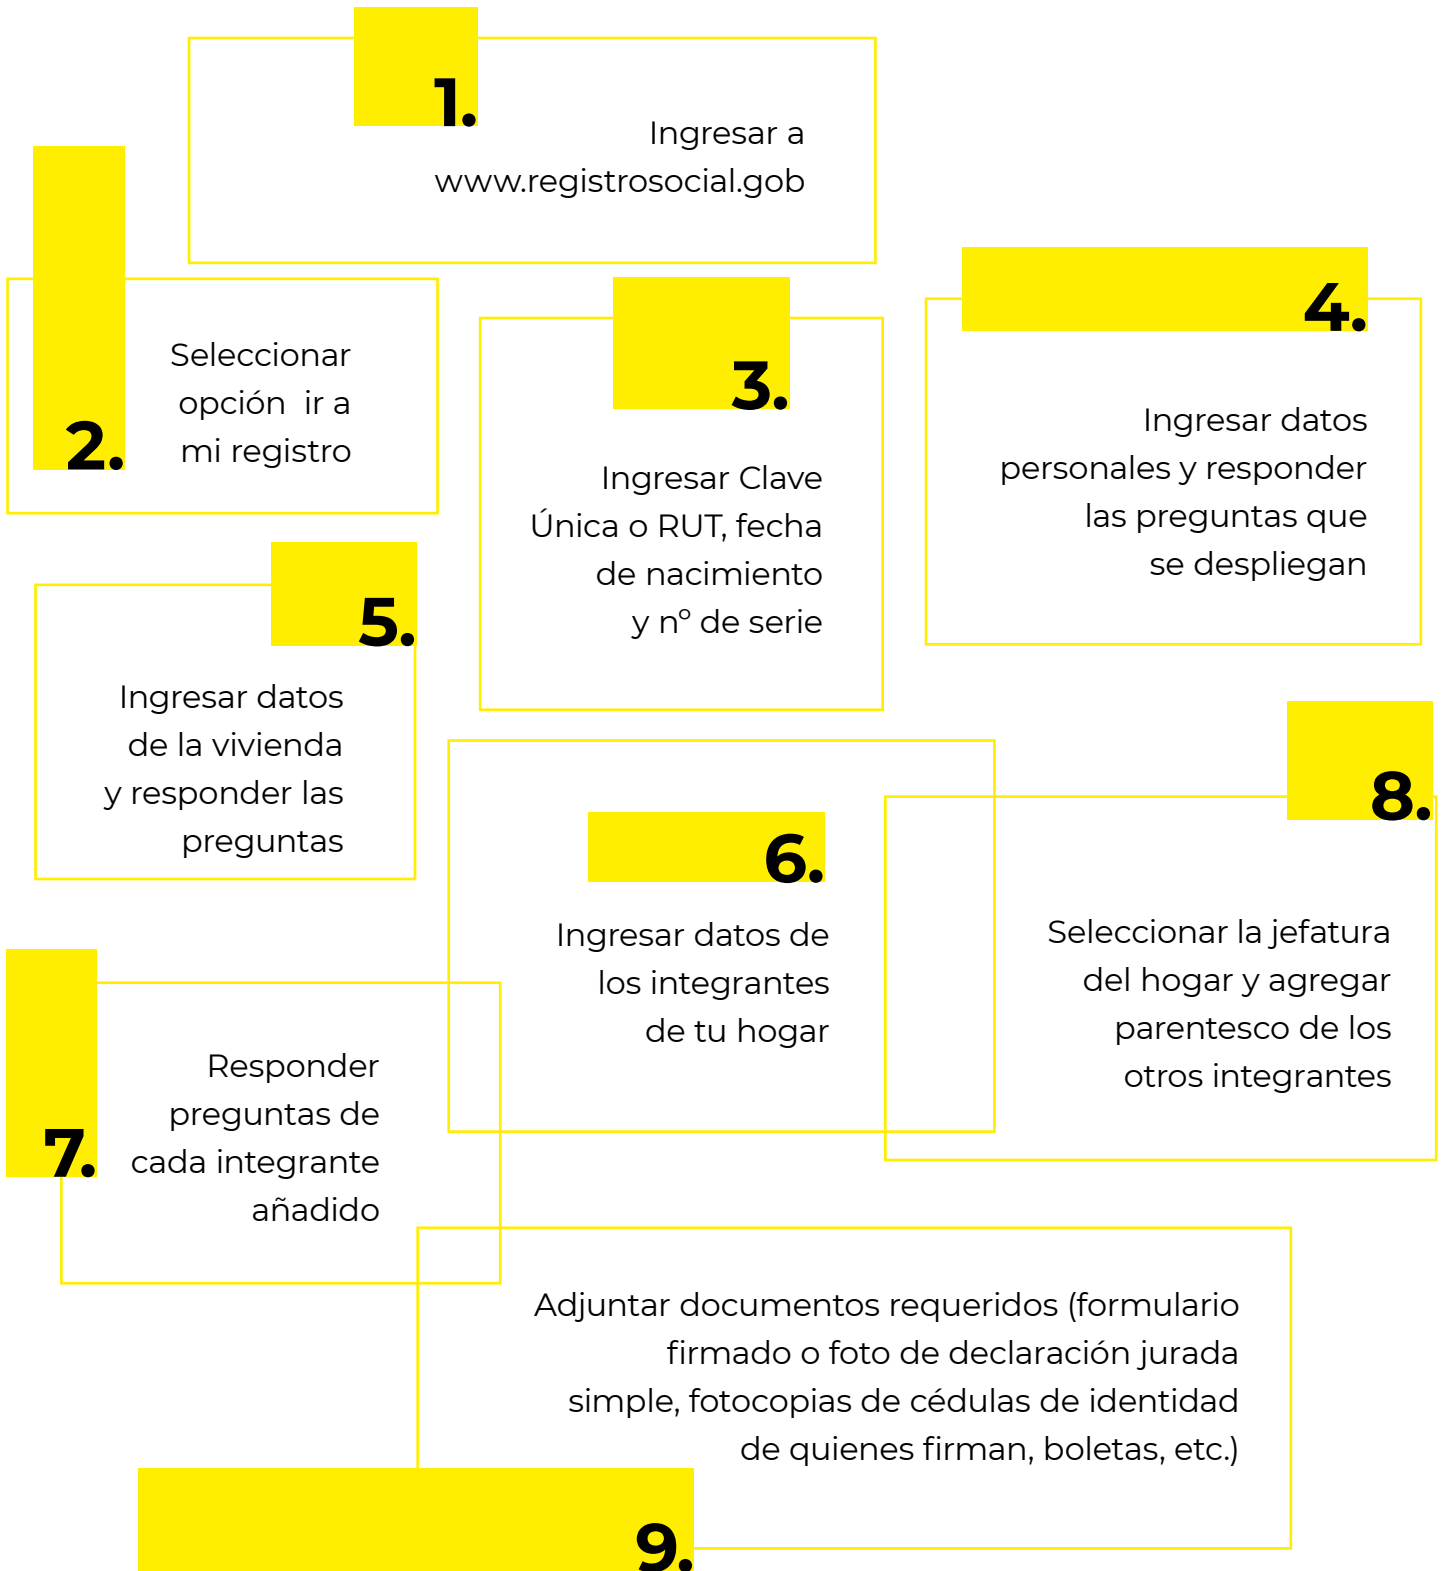 1.
Ingresar a
www.registrosocial.gob
2.
Seleccionar
opción ir a
mi registro
3.
Ingresar Clave
Única o RUT, fecha
de nacimiento
y nº de serie
4.
Ingresar datos
personales y responder
las preguntas que
se despliegan
5.
Ingresar datos
de la vivienda
y responder las
preguntas
6.
Ingresar datos de
los integrantes
de tu hogar
7.
Responder
preguntas de
cada integrante
añadido
8.
Seleccionar la jefatura
del hogar y agregar
parentesco de los
otros integrantes
9.
Adjuntar documentos requeridos (formulario
firmado o foto de declaración jurada
simple, fotocopias de cédulas de identidad
de quienes firman, boletas, etc.)